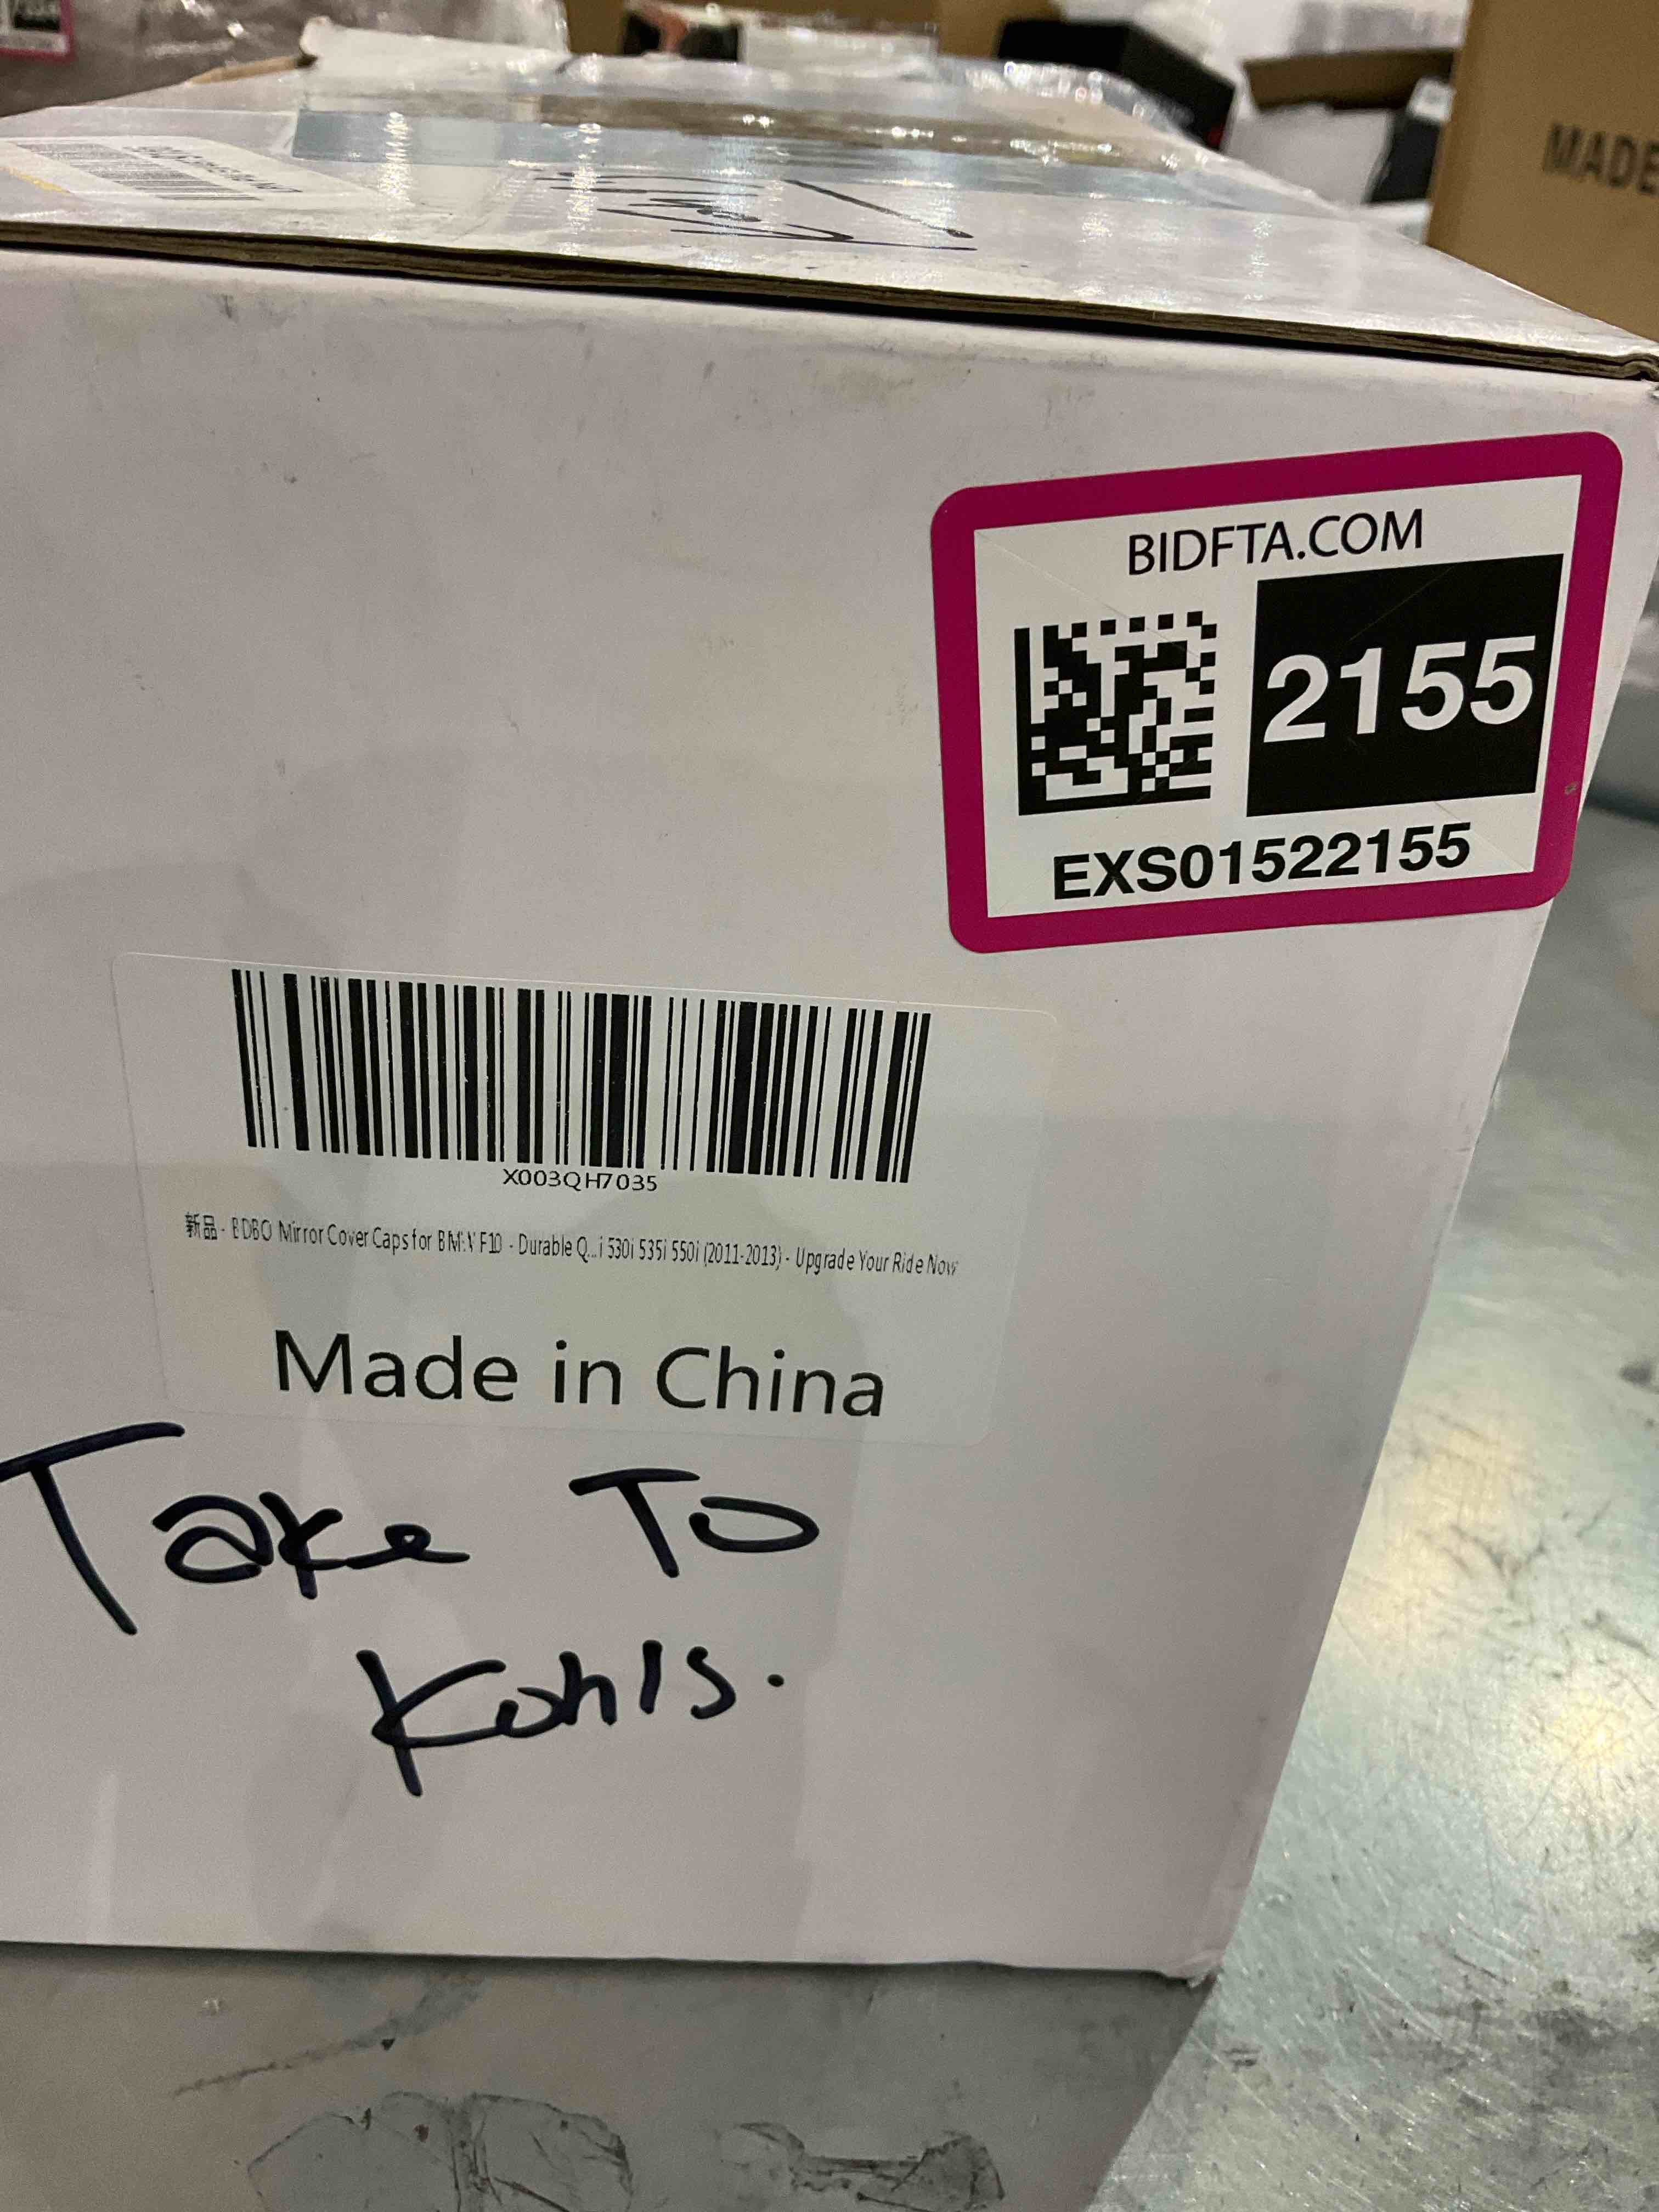 MADE
BIDFTA.COM
2155
EXS01522155
X003QH7035
新品 - BDBO Mirror Cover Caps for BMW F10 - Durable Q...i 530i 535i 550i (2011-2013) - Upgrade Your Ride Now
Made in China
Take To
Kohls.